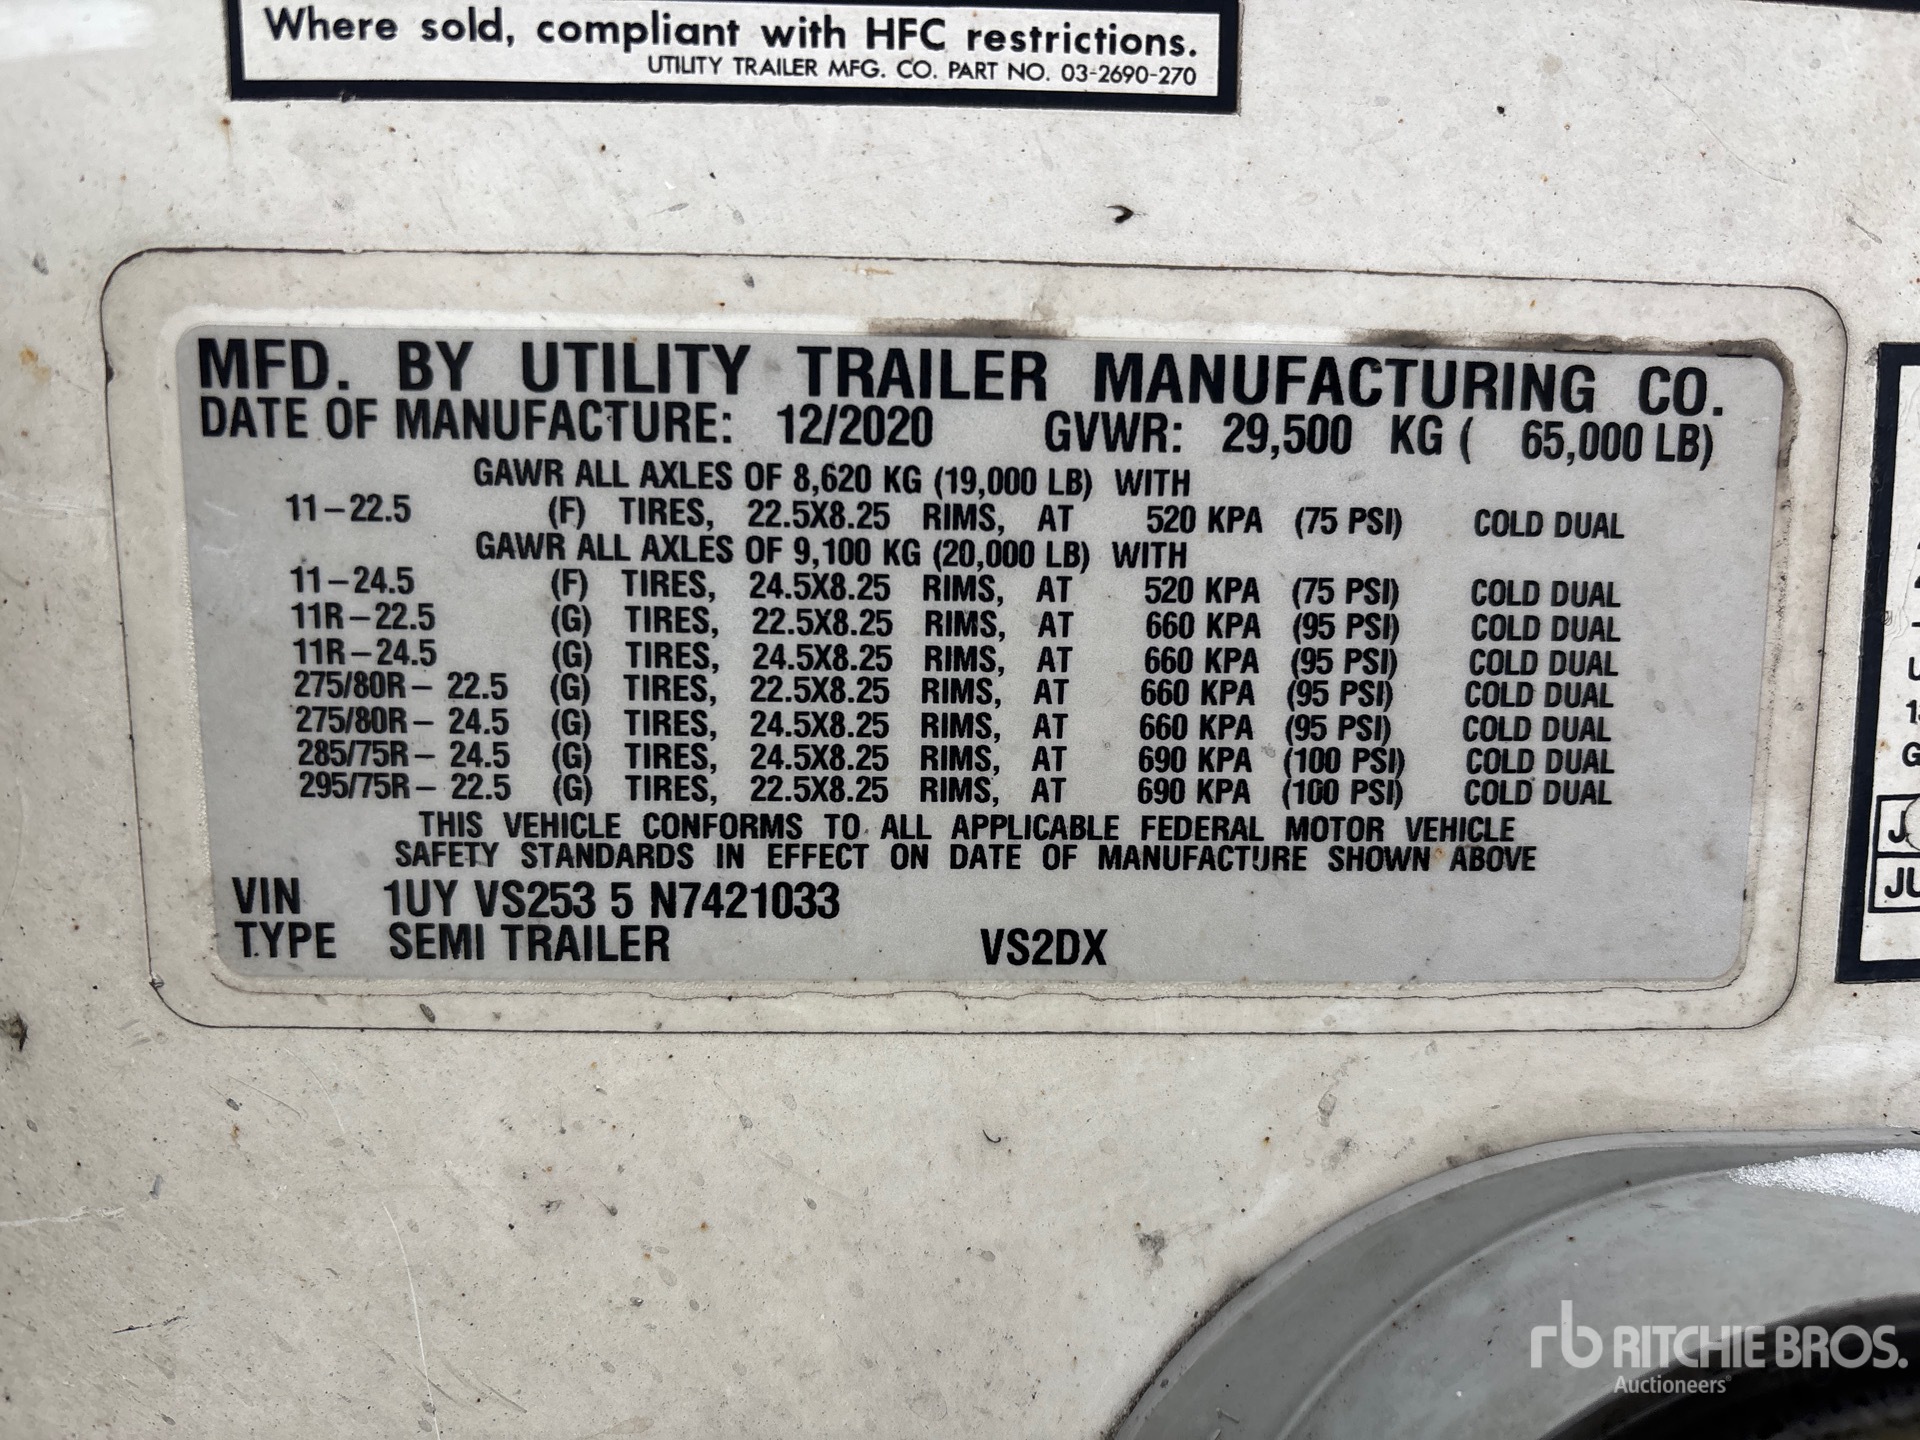 Where sold, compliant with HFC restrictions.
UTILITY TRAILER MFG. CO. PART NO. 03-2690-270
MFD. BY UTILITY TRAILER MANUFACTURING CO.
DATE OF MANUFACTURE: 12/2020 GVWR: 29,500 KG ( 65,000 LB)
GAWR ALL AXLES OF 8,620 KG (19,000 LB) WITH
11-22.5 (F) TIRES, 22.5X8.25 RIMS, AT 520 KPA (75 PSI) COLD DUAL
GAWR ALL AXLES OF 9,100 KG (20,000 LB) WITH
11-24.5 (F) TIRES, 24.5X8.25 RIMS, AT 520 KPA (75 PSI) COLD DUAL
11R-22.5 (G) TIRES, 22.5X8.25 RIMS, AT 660 KPA (95 PSI) COLD DUAL
11R-24.5 (G) TIRES, 24.5X8.25 RIMS, AT 660 KPA (95 PSI) COLD DUAL
275/80R- 22.5 (G) TIRES, 22.5X8.25 RIMS, AT 660 KPA (95 PSI) COLD DUAL
275/80R- 24.5 (G) TIRES, 24.5X8.25 RIMS, AT 660 KPA (95 PSI) COLD DUAL
285/75R- 24.5 (G) TIRES, 24.5X8.25 RIMS, AT 690 KPA (100 PSI) COLD DUAL
295/75R- 22.5 (G) TIRES, 22.5X8.25 RIMS, AT 690 KPA (100 PSI) COLD DUAL
THIS VEHICLE CONFORMS TO ALL APPLICABLE FEDERAL MOTOR VEHICLE
SAFETY STANDARDS IN EFFECT ON DATE OF MANUFACTURE SHOWN ABOVE
VIN 1UY VS253 5 N7421033
TYPE SEMI TRAILER VS2DX
JU
rb RITCHIE BROS.
Auctioneers